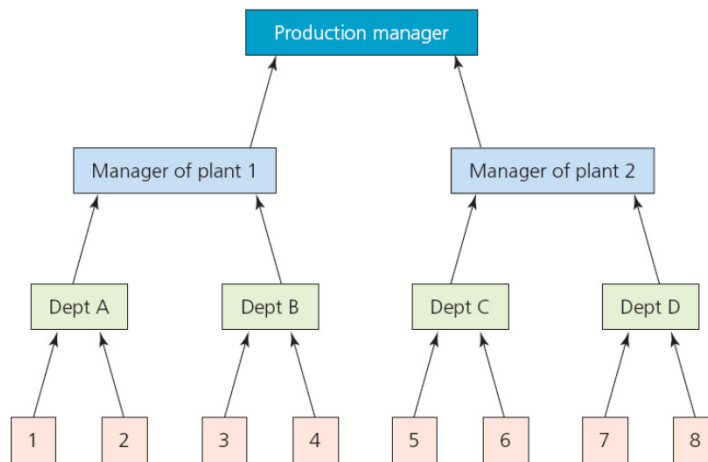 Production manager
Manager of plant 1
Manager of plant 2
Dept A
Dept B
Dept C
Dept D
1
2
3
4
5
6
7
8